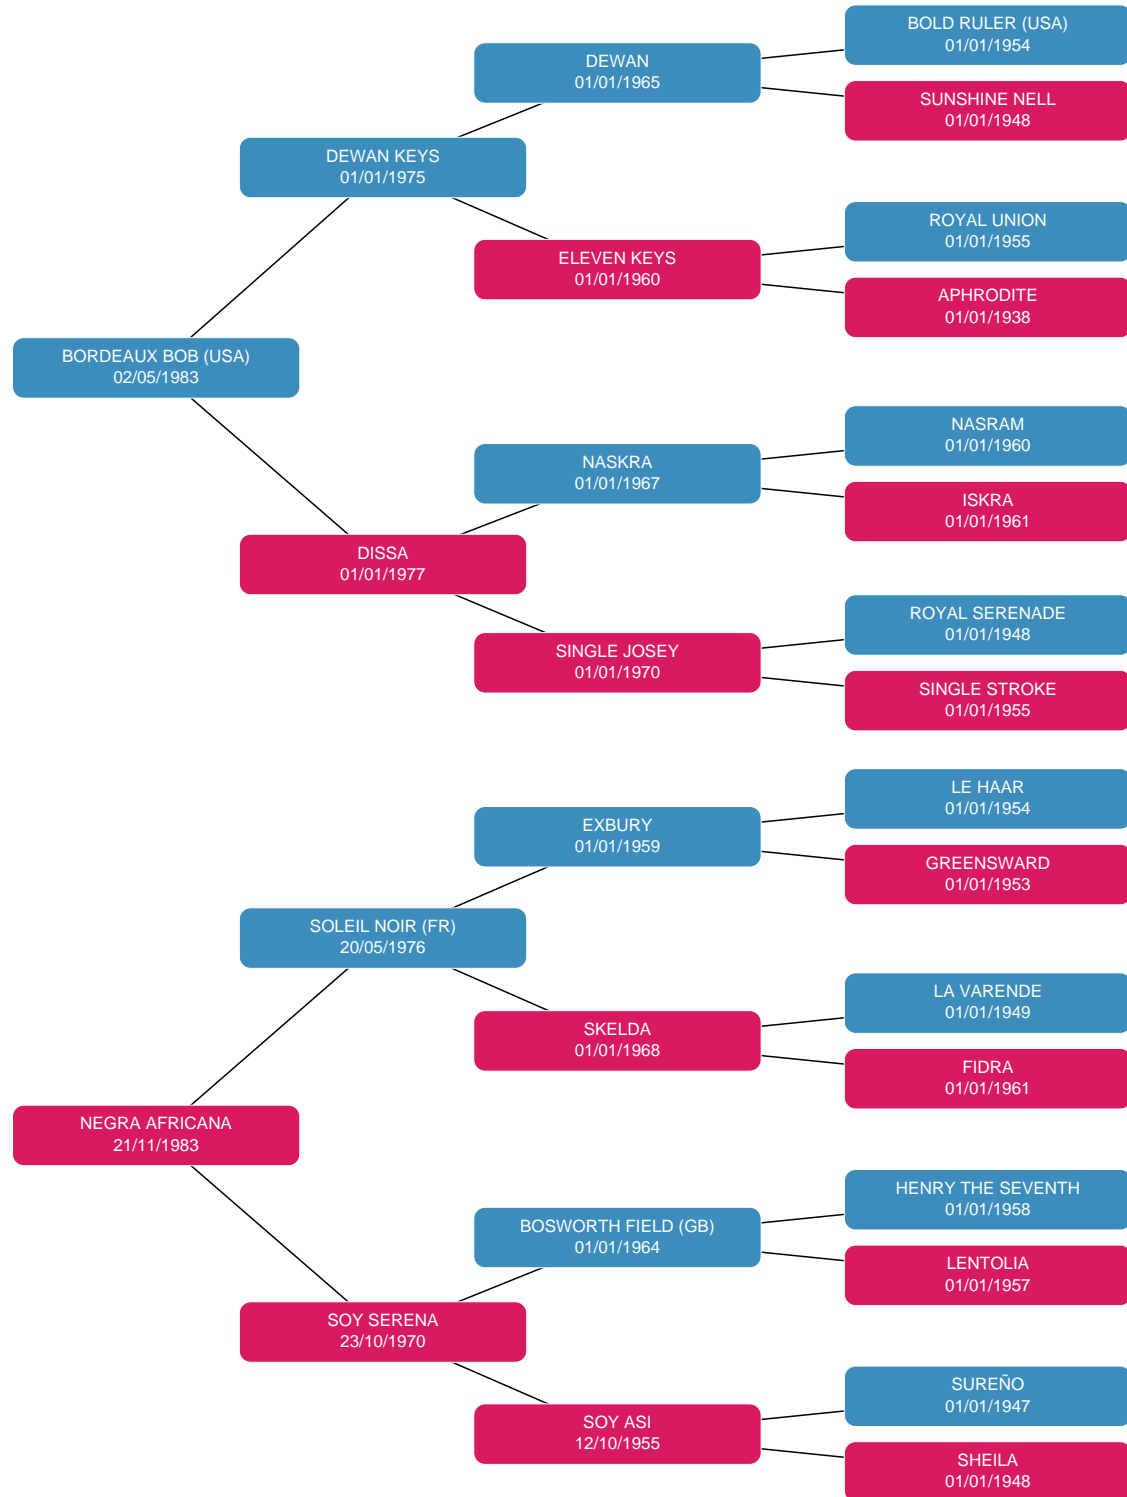 BOLD RULER (USA)
01/01/1954
DEWAN
01/01/1965
SUNSHINE NELL
01/01/1948
DEWAN KEYS
01/01/1975
ROYAL UNION
01/01/1955
ELEVEN KEYS
01/01/1960
APHRODITE
01/01/1938
BORDEAUX BOB (USA)
02/05/1983
NASRAM
01/01/1960
NASKRA
01/01/1967
ISKRA
01/01/1961
DISSA
01/01/1977
ROYAL SERENADE
01/01/1948
SINGLE JOSEY
01/01/1970
SINGLE STROKE
01/01/1955
LE HAAR
01/01/1954
EXBURY
01/01/1959
GREENSWARD
01/01/1953
SOLEIL NOIR (FR)
20/05/1976
LA VARENDE
01/01/1949
SKELDA
01/01/1968
FIDRA
01/01/1961
NEGRA AFRICANA
21/11/1983
HENRY THE SEVENTH
01/01/1958
BOSWORTH FIELD (GB)
01/01/1964
LENTOLIA
01/01/1957
SOY SERENA
23/10/1970
SUREÑO
01/01/1947
SOY ASI
12/10/1955
SHEILA
01/01/1948